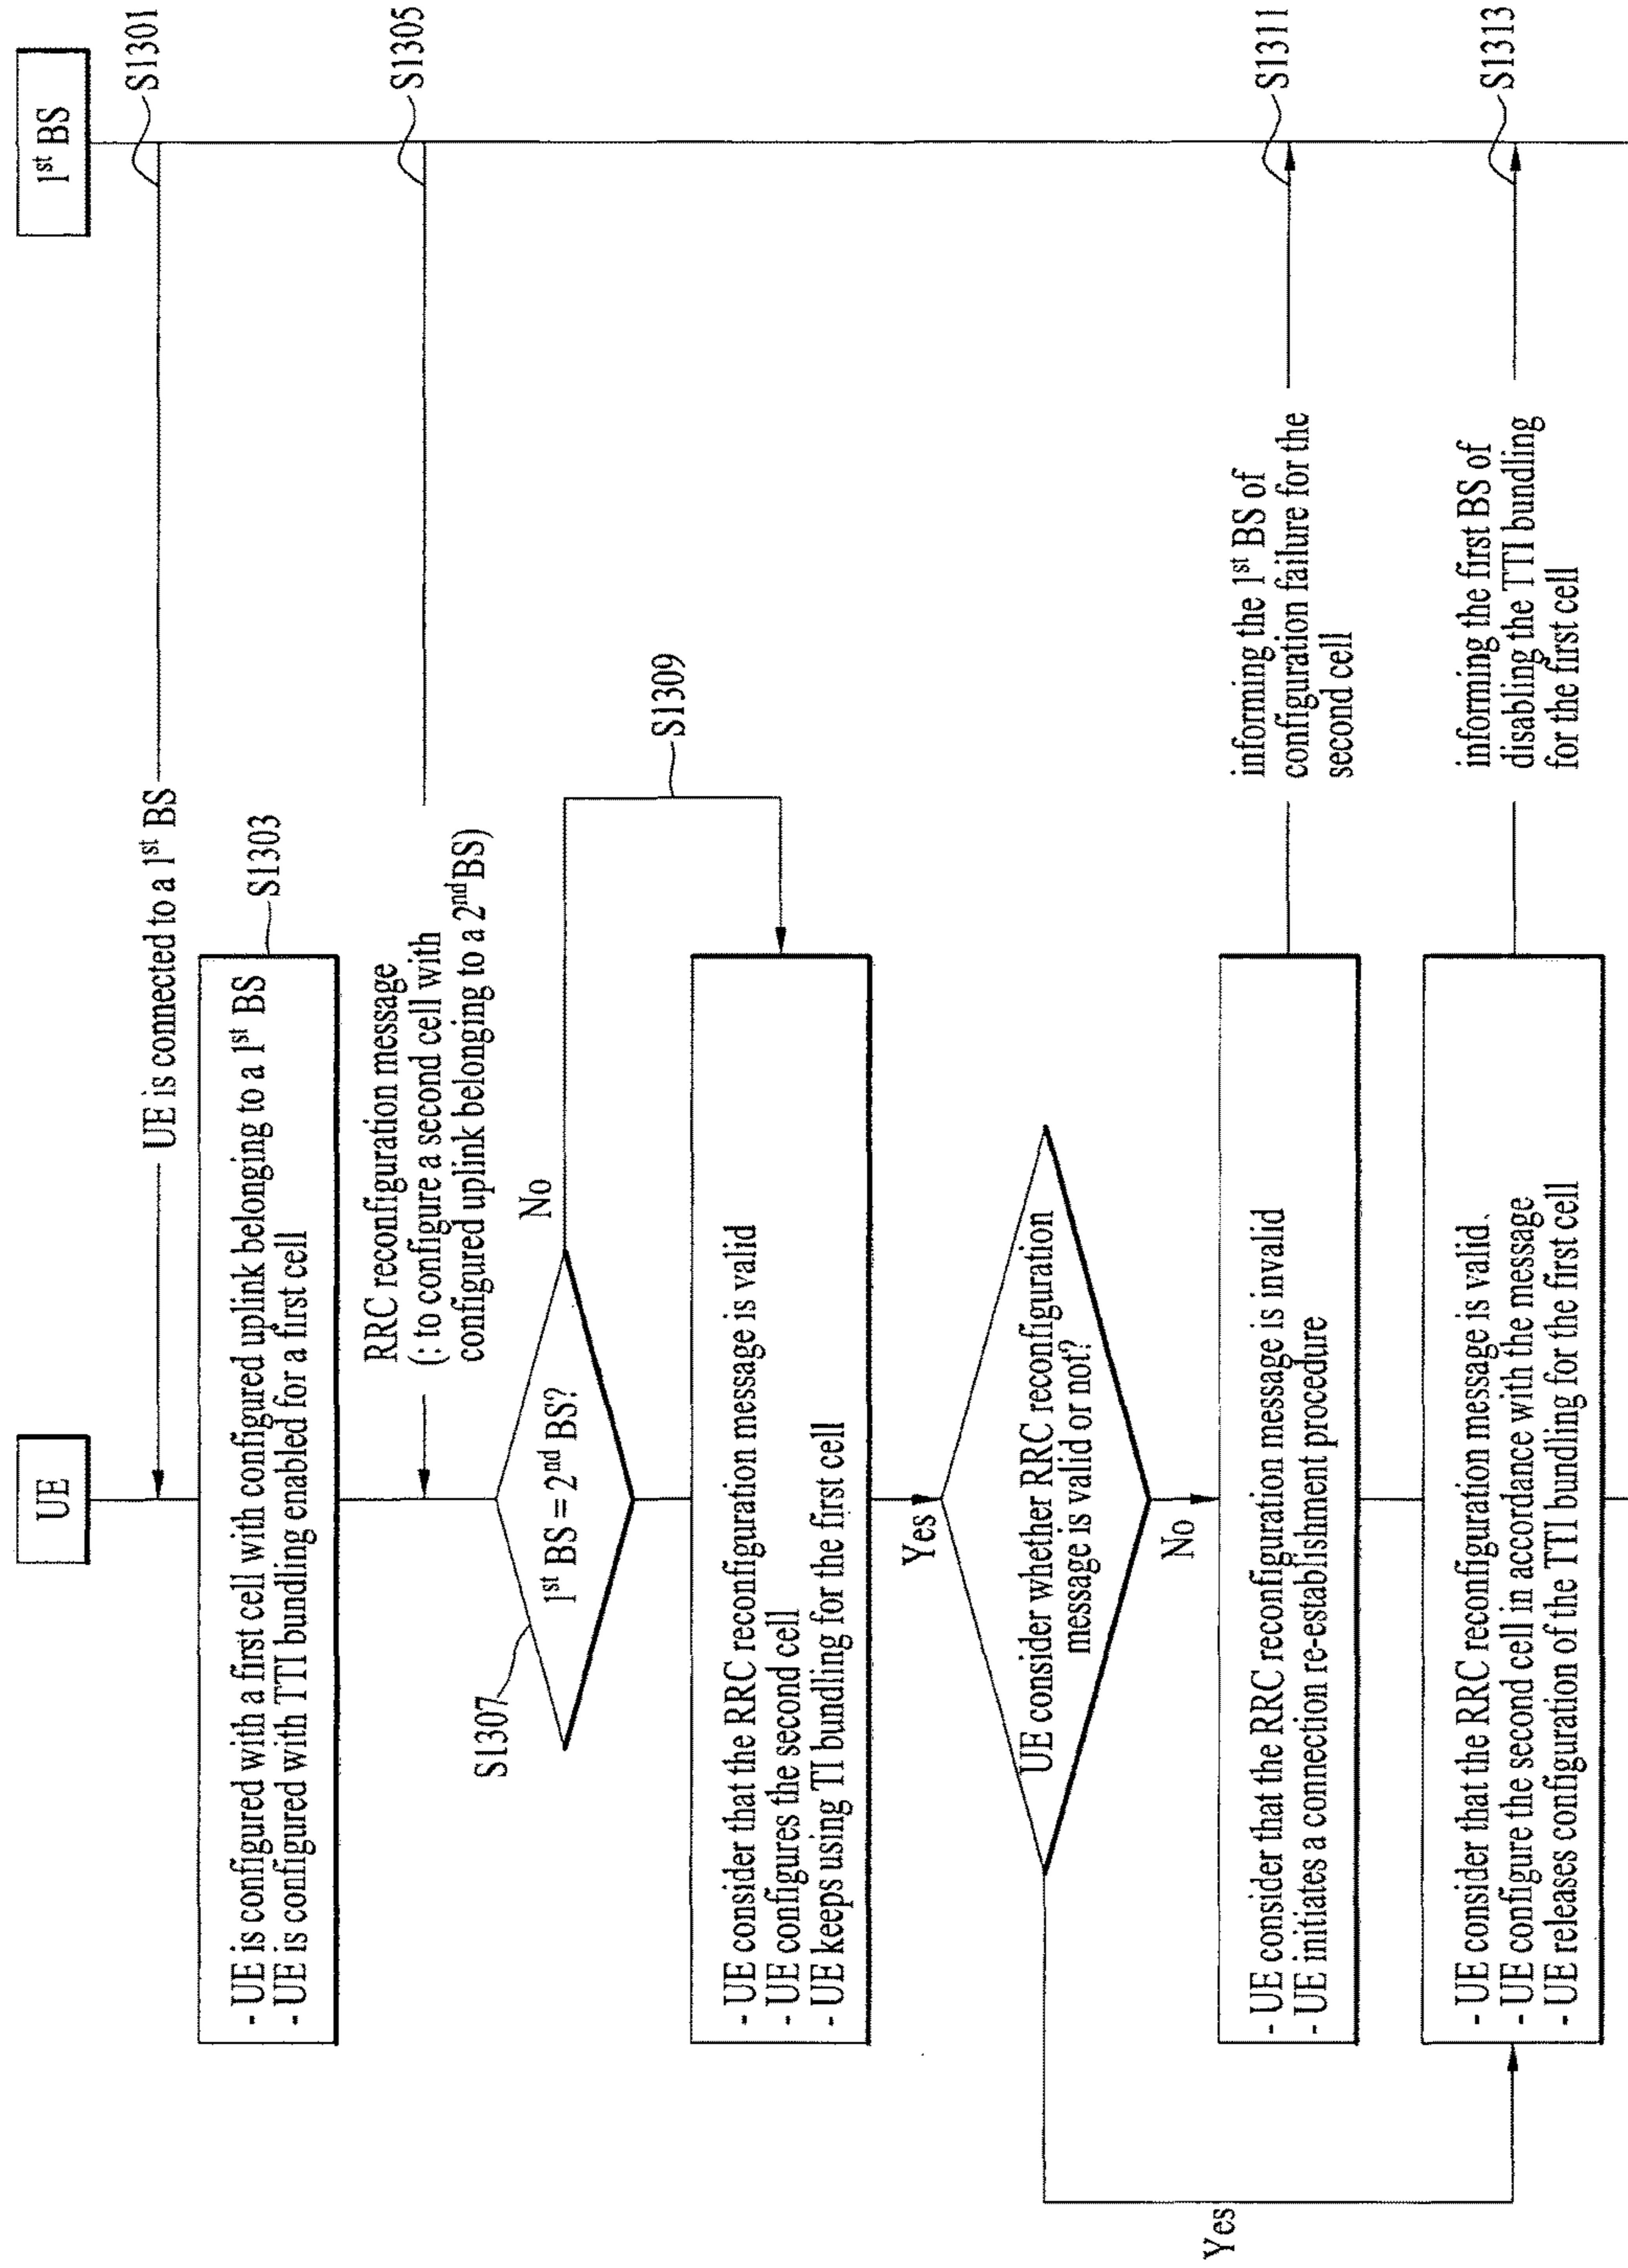 UE
1st BS
UE is connected to a 1st BS
S1301
- UE is configured with a first cell with configured uplink belonging to a 1st BS
- UE is configured with TTI bundling enabled for a first cell
S1303
RRC reconfiguration message
(: to configure a second cell with
configured uplink belonging to a 2nd BS)
S1305
S1307
1st BS = 2nd BS?
No
S1309
- UE consider that the RRC reconfiguration message is valid
- UE configures the second cell
- UE keeps using TI bundling for the first cell
Yes
UE consider whether RRC reconfiguration
message is valid or not?
No
- UE consider that the RRC reconfiguration message is invalid
- UE initiates a connection re-establishment procedure
informing the 1st BS of
configuration failure for the
second cell
S1311
Yes
- UE consider that the RRC reconfiguration message is valid
- UE configure the second cell in accordance with the message
- UE releases configuration of the TTI bundling for the first cell
informing the first BS of
disabling the TTI bundling
for the first cell
S1313